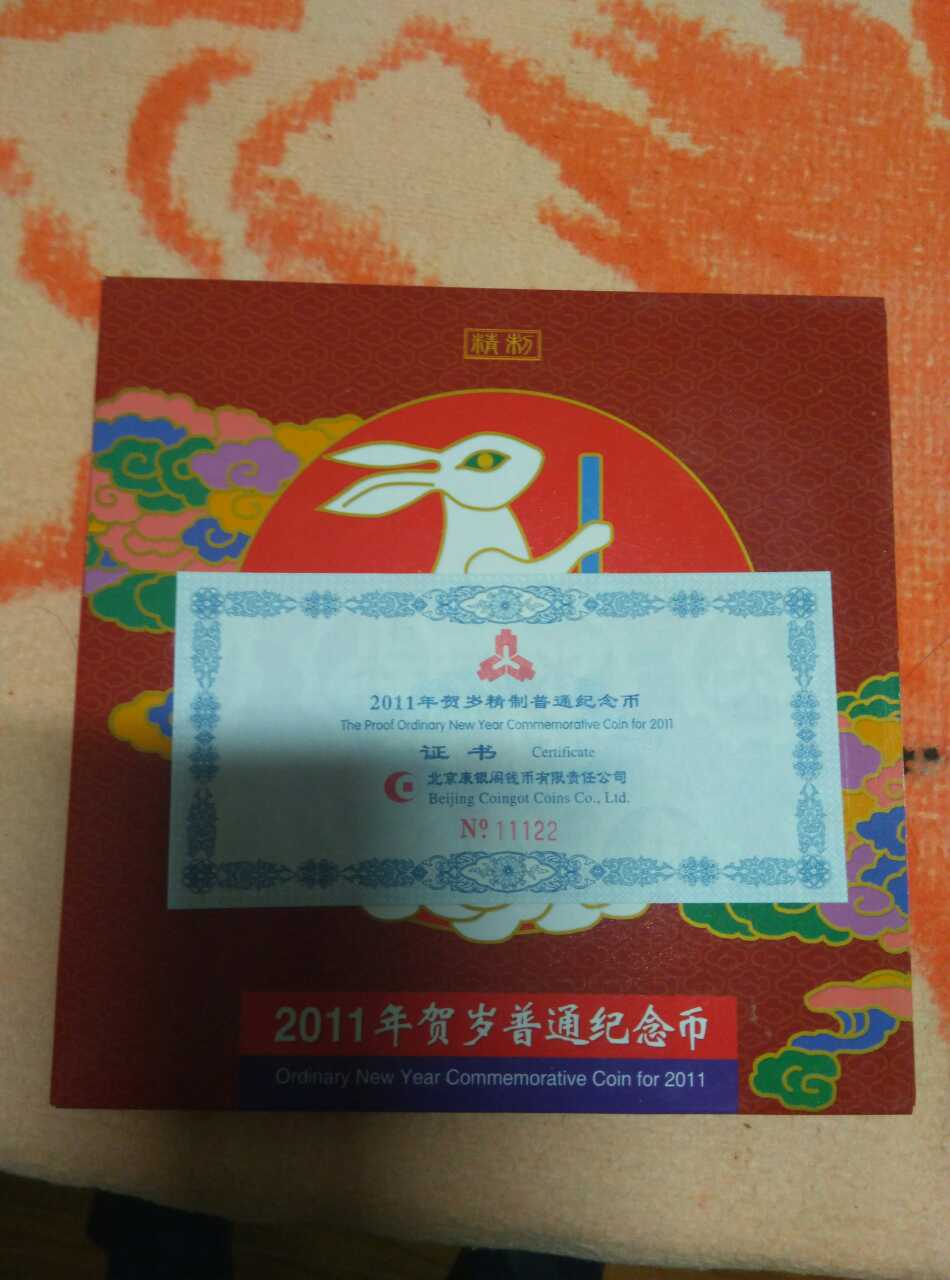 精制
2011年贺岁精制普通纪念币
The Proof Ordinary New Year Commemorative Coin for 2011
证书 Certificate
北京康银阁钱币有限责任公司
Beijing Coingot Coins Co., Ltd.
Nº 11122
2011年贺岁普通纪念币
Ordinary New Year Commemorative Coin for 2011